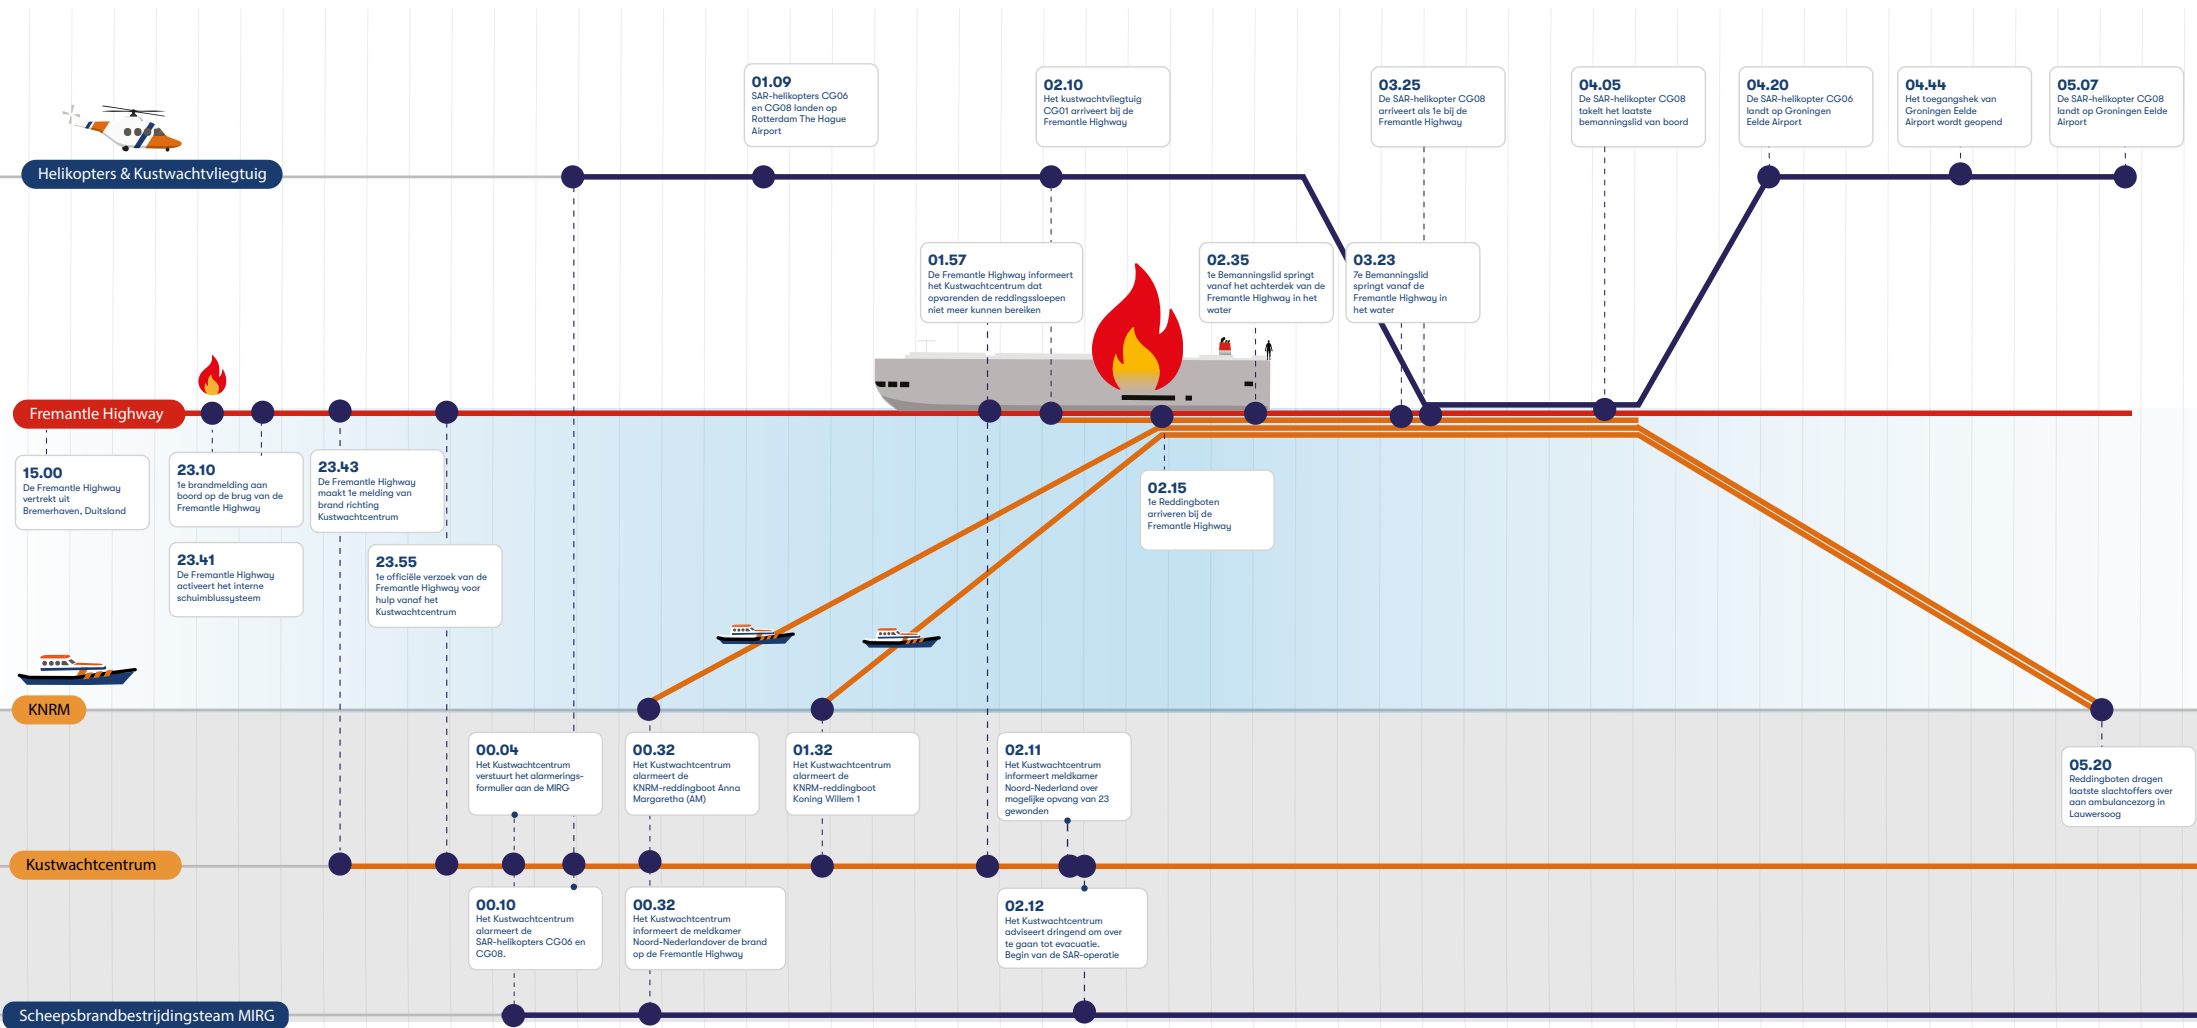 01.09
SAR-helikopters CG06
en CG08 landen op
Rotterdam The Hague
Airport
02.10
Het kustwachtvliegtuig
CG01 arriveert bij de
Fremantle Highway
03.25
De SAR-helikopter CG08
arriveert als 1e bij de
Fremantle Highway
04.05
De SAR-helikopter CG08
takelt het laatste
bemanningslid van boord
04.20
De SAR-helikopter CG06
landt op Groningen
Eelde Airport
04.44
Het toegangshek van
Groningen Eelde
Airport wordt geopend
05.07
De SAR-helikopter CG08
landt op Groningen Eelde
Airport
Helikopters & Kustwachtvliegtuig
01.57
De Fremantle Highway informeert
het Kustwachtcentrum dat
opvarenden de reddingssloepen
niet meer kunnen bereiken
02.35
1e Bemanningslid springt
vanaf het achterdek van de
Fremantle Highway in het
water
03.23
7e Bemanningslid
springt vanaf de
Fremantle Highway in
het water
Fremantle Highway
15.00
De Fremantle Highway
vertrekt uit
Bremerhaven, Duitsland
23.10
1e brandmelding aan
boord op de brug van de
Fremantle Highway
23.43
De Fremantle Highway
maakt 1e melding van
brand richting
Kustwachtcentrum
02.15
1e Reddingboten
arriveren bij de
Fremantle Highway
23.41
De Fremantle Highway
activeert het interne
schuimblussysteem
23.55
1e officiële verzoek van de
Fremantle Highway voor
hulp vanaf het
Kustwachtcentrum
KNRM
00.04
Het Kustwachtcentrum
verstuurt het alarmerings-
formulier aan de MIRG
00.32
Het Kustwachtcentrum
alarmeert de
KNRM-reddingboot Anna
Margaretha (AM)
01.32
Het Kustwachtcentrum
alarmeert de
KNRM-reddingboot
Koning Willem 1
02.11
Het Kustwachtcentrum
informeert meldkamer
Noord-Nederland over
mogelijke opvang van 23
gewonden
05.20
Reddingboten dragen
laatste slachtoffers over
aan ambulancezorg in
Lauwersoog
Kustwachtcentrum
00.10
Het Kustwachtcentrum
alarmeert de
SAR-helikopters CG06 en
CG08.
00.32
Het Kustwachtcentrum
informeert de meldkamer
Noord-Nederlandover de brand
op de Fremantle Highway
02.12
Het Kustwachtcentrum
adviseert dringend om over
te gaan tot evacuatie.
Begin van de SAR-operatie
Scheepsbrandbestrijdingsteam MIRG